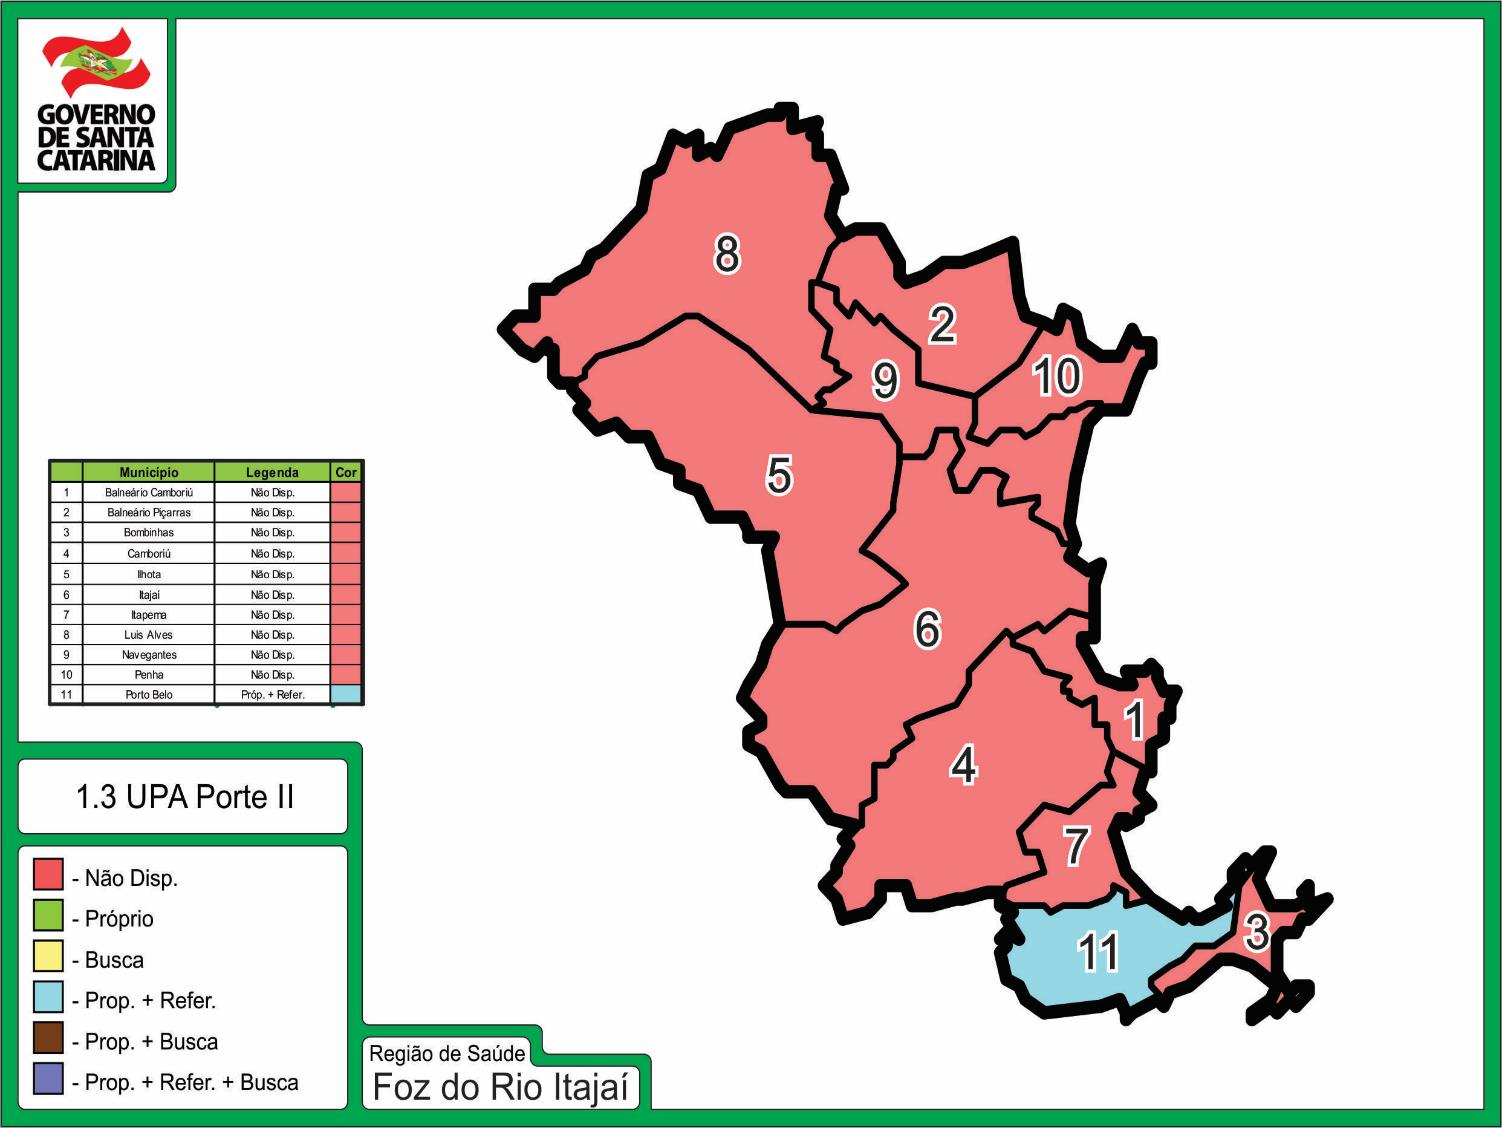 GOVERNO
DE SANTA
CATARINA
8
2
9
10
5
6
1
4
7
3
11
Município Legenda Cor
1 Balneário Camboriú Não Disp.
2 Balneário Piçarras Não Disp.
3 Bombinhas Não Disp.
4 Camboriú Não Disp.
5 Ilhota Não Disp.
6 Itajaí Não Disp.
7 Itapema Não Disp.
8 Luis Alves Não Disp.
9 Navegantes Não Disp.
10 Penha Não Disp.
11 Porto Belo Próp. + Refer.
1.3 UPA Porte II
- Não Disp.
- Próprio
- Busca
- Prop. + Refer.
- Prop. + Busca
- Prop. + Refer. + Busca
Região de Saúde
Foz do Rio Itajaí